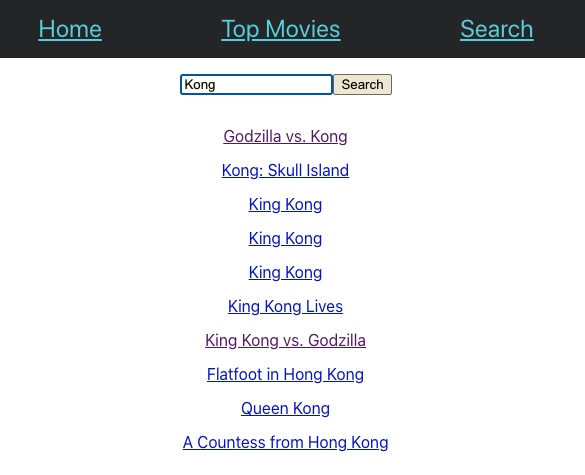 Home Top Movies Search
Kong Search
Godzilla vs. Kong
Kong: Skull Island
King Kong
King Kong
King Kong
King Kong Lives
King Kong vs. Godzilla
Flatfoot in Hong Kong
Queen Kong
A Countess from Hong Kong